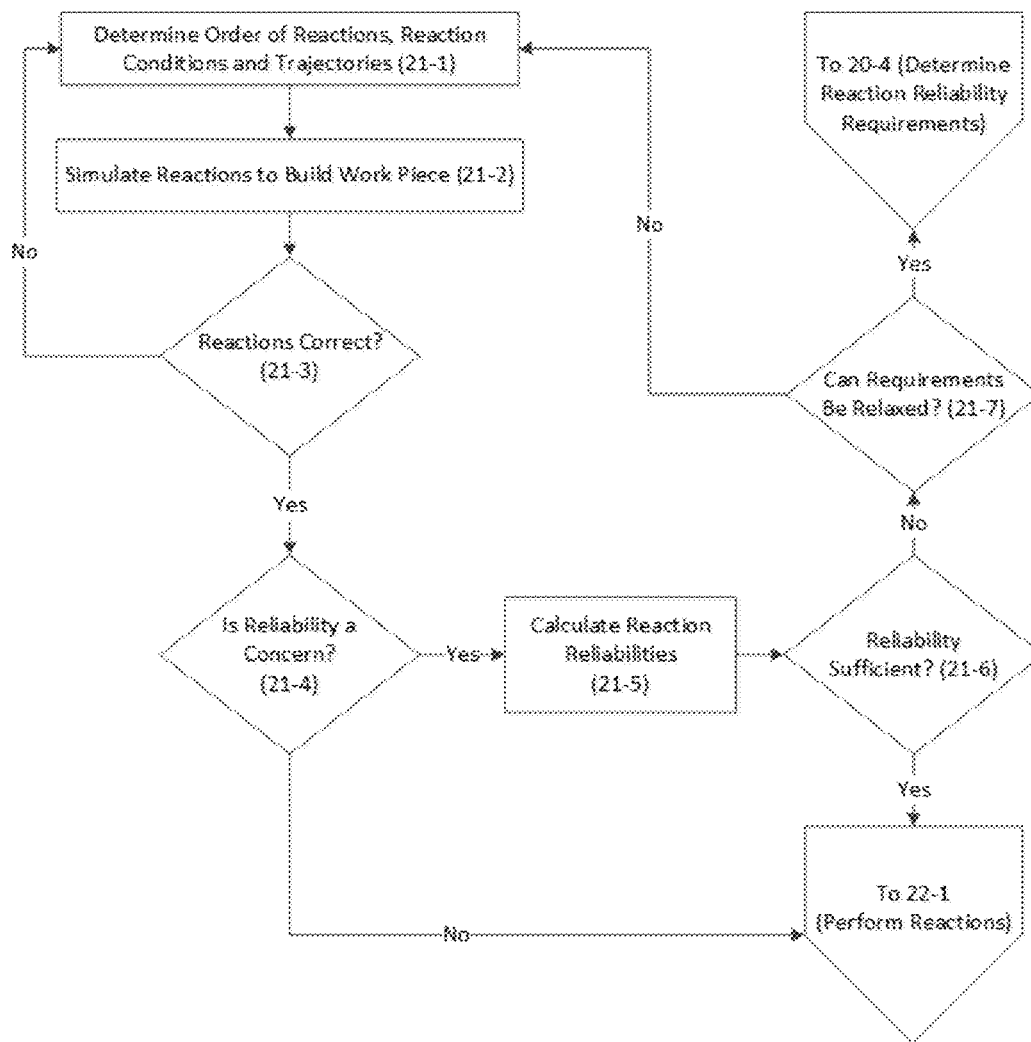 Determine Order of Reactions, Reaction
Conditions and Trajectories (21-1)
Simulate Reactions to Build Work Piece (21-2)
No
Reactions Correct?
(21-3)
Yes
Is Reliability a
Concern?
(21-4)
Yes
Calculate Reaction
Reliabilities
(21-5)
Reliability
Sufficient? (21-6)
No
Can Requirements
Be Relaxed? (21-7)
No
Yes
To 20-4 (Determine
Reaction Reliability
Requirements)
Yes
No
To 22-1
(Perform Reactions)